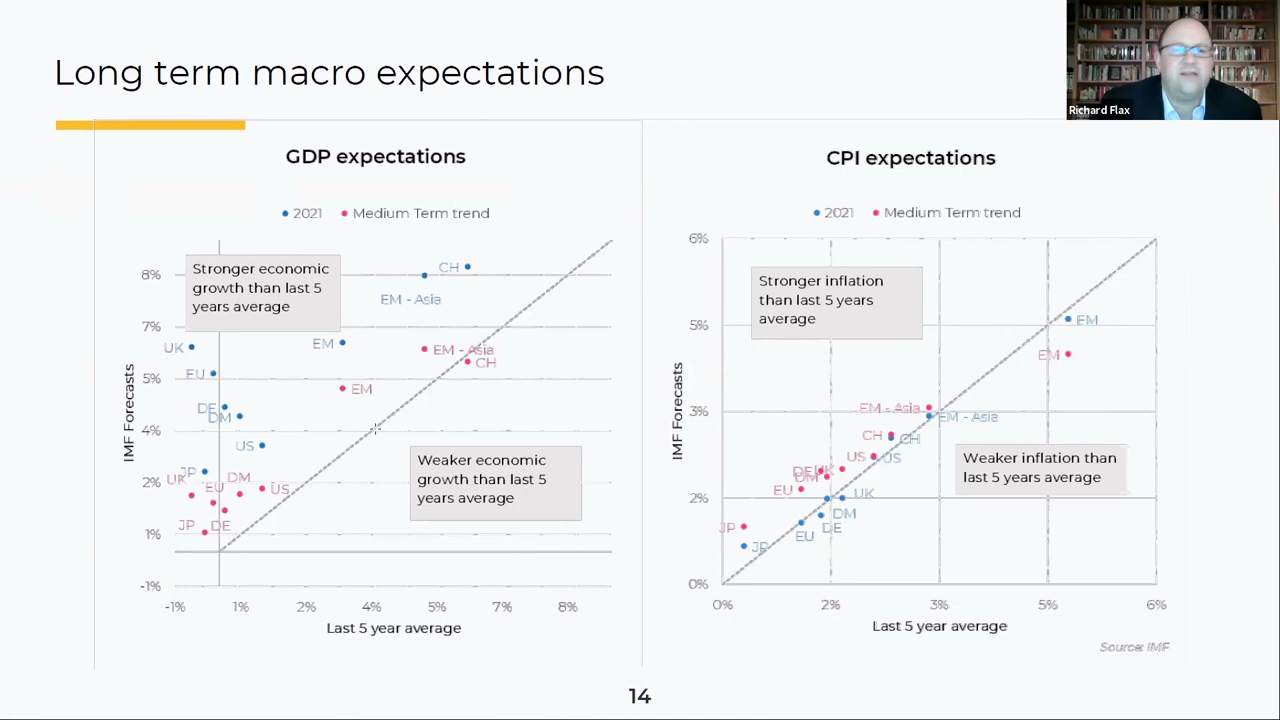 Long term macro expectations
Richard Flax
GDP expectations
2021 Medium Term trend
Stronger economic
growth than last 5
years average
8%
7%
5%
4%
2%
1%
-1%
IMF Forecasts
CH
EM - Asia
UK
EM
EM - Asia
CH
EU
EM
DE
DM
US
JP
UK
EU
DM
US
JP
DE
Weaker economic
growth than last 5
years average
-1% 1% 2% 4% 5% 7% 8%
Last 5 year average
CPI expectations
2021 Medium Term trend
Stronger inflation
than last 5 years
average
6%
5%
3%
2%
0%
IMF Forecasts
EM
EM
EM - Asia
EM - Asia
CH
CH
US
US
DE
UK
DM
EU
UK
DM
DE
EU
JP
JP
Weaker inflation than
last 5 years average
0% 2% 3% 5% 6%
Last 5 year average
Source: IMF
14